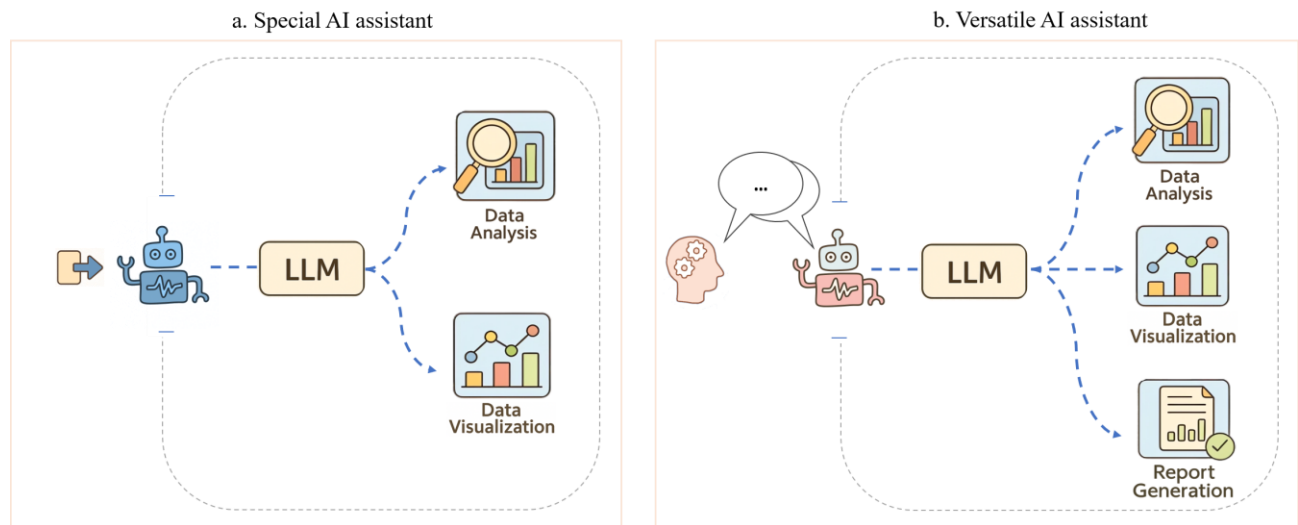 a. Special AI assistant
LLM
Data
Analysis
Data
Visualization
b. Versatile AI assistant
...
LLM
Data
Analysis
Data
Visualization
Report
Generation